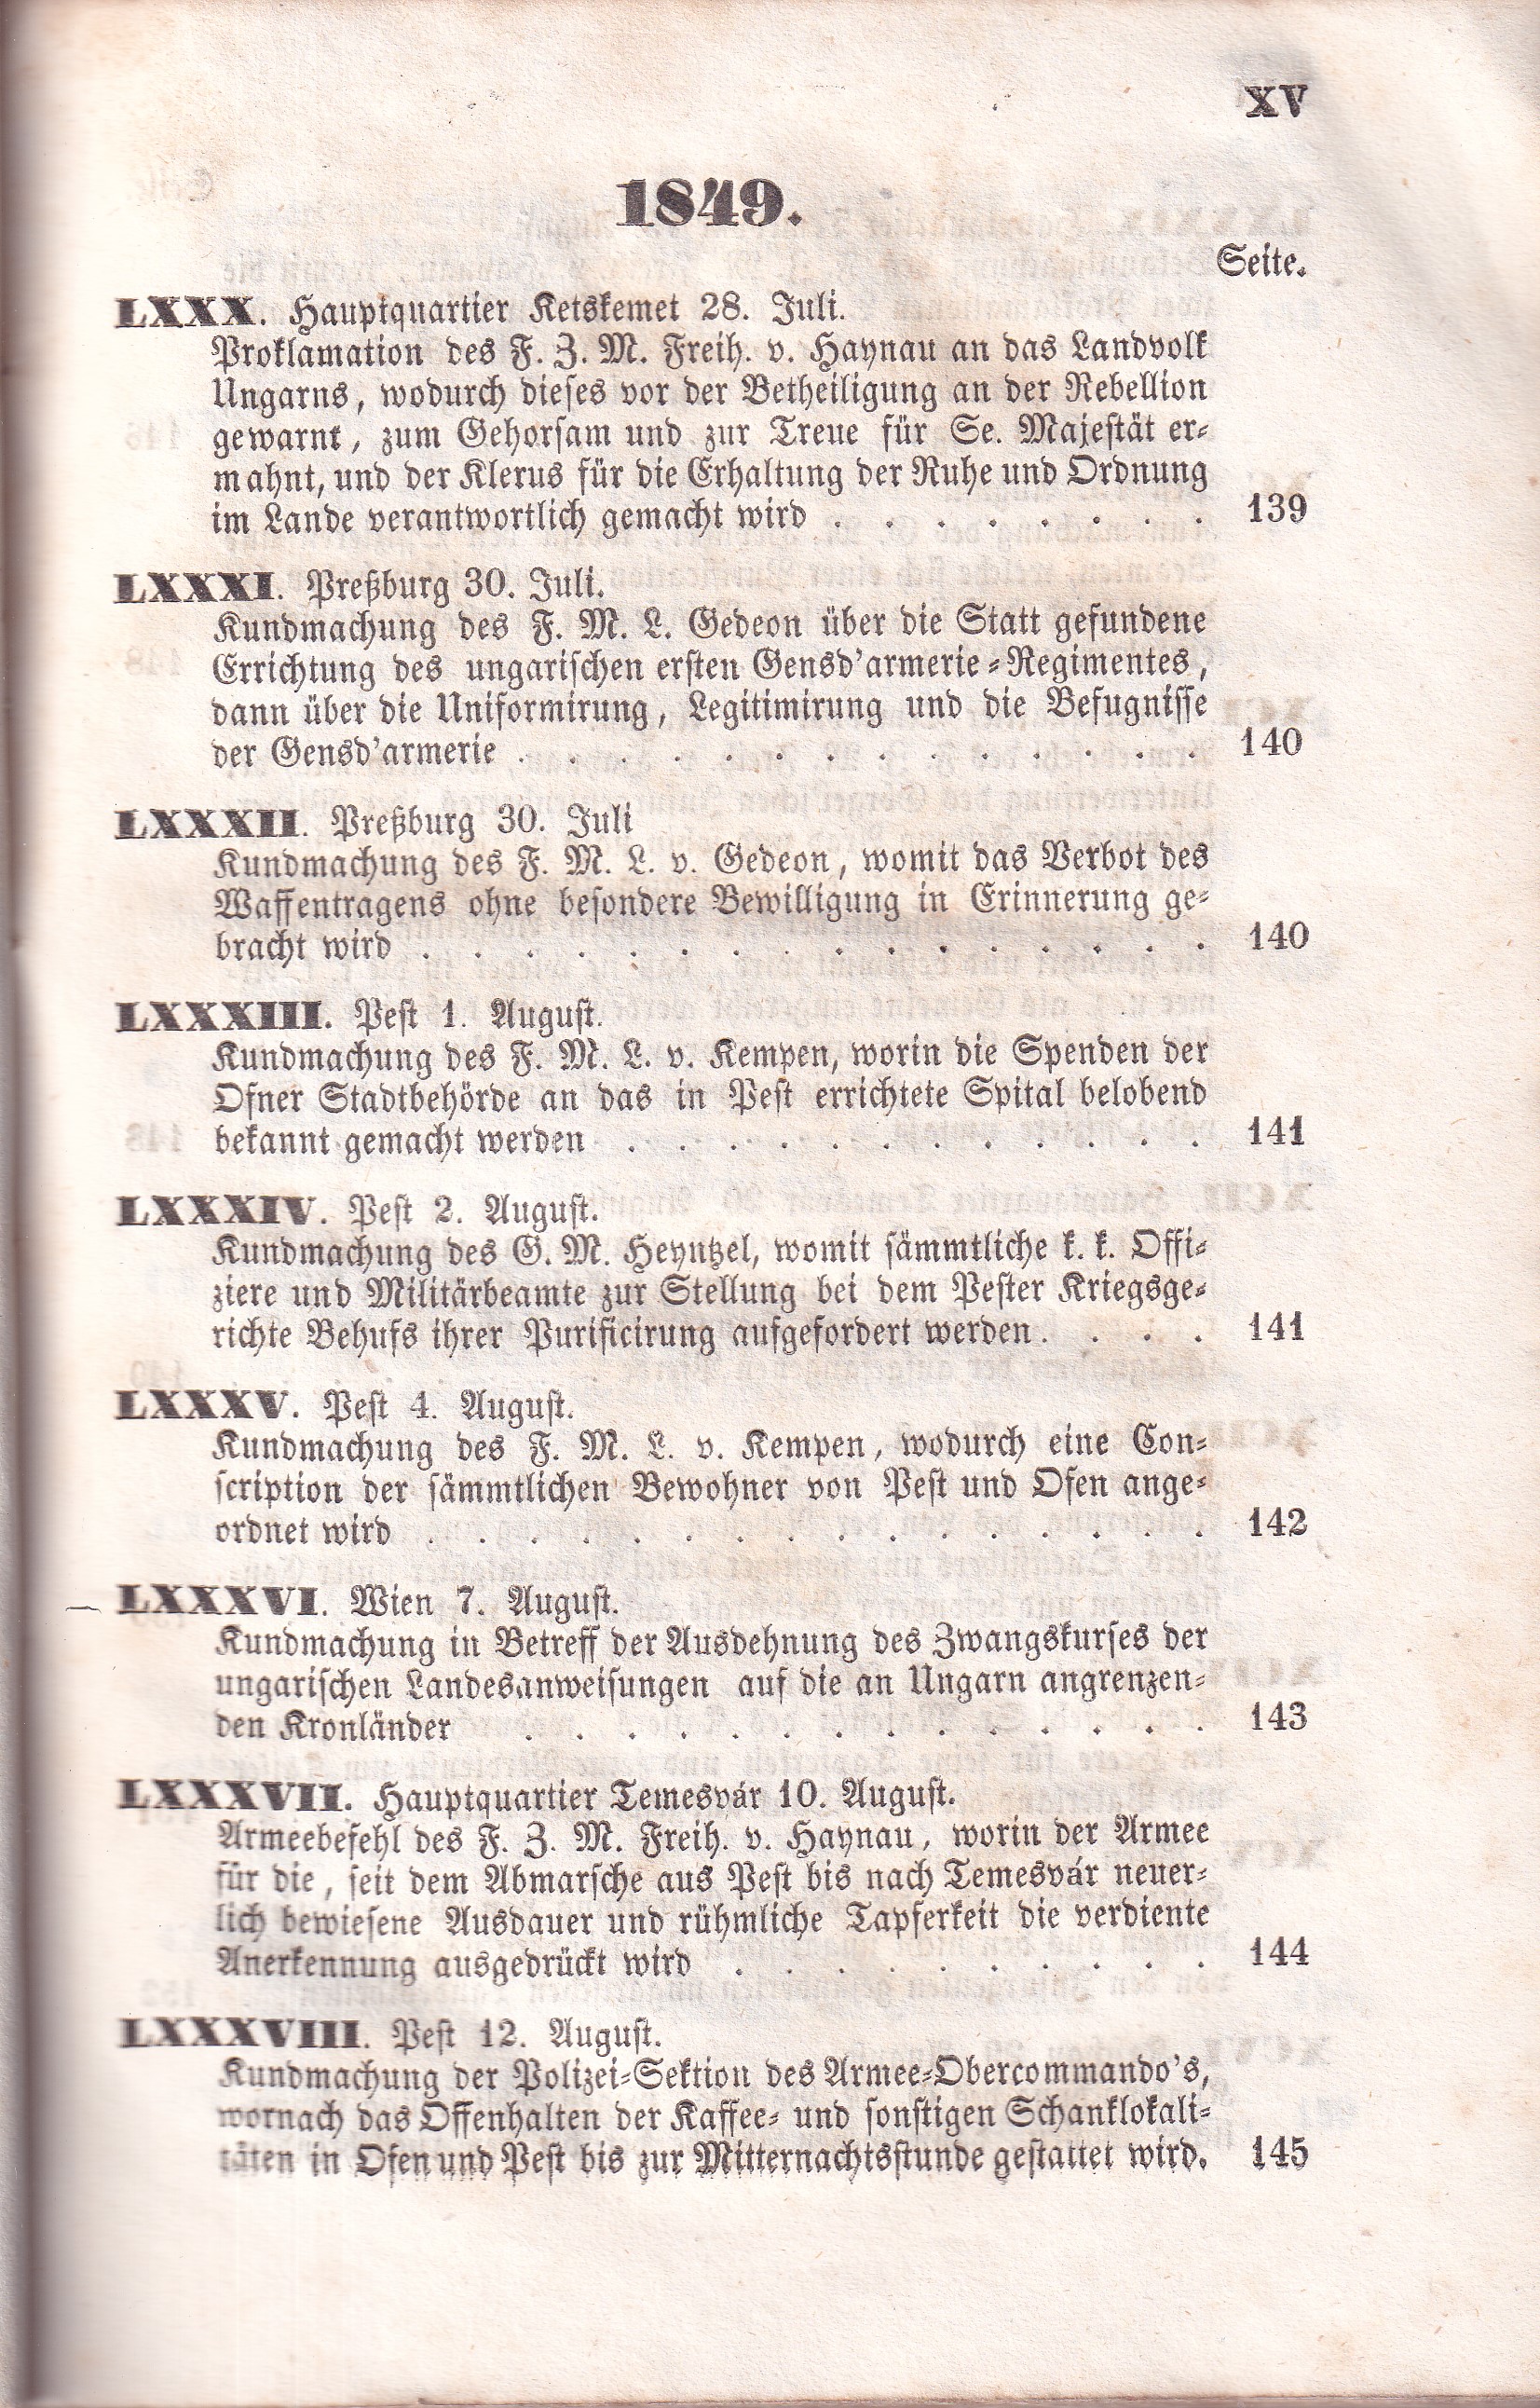 XV
1849.
Seite.
LXXX. Hauptquartier Ketskemet 28. Juli.
Proklamation des F. Z. M. Freih. v. Haynau an das Landvolk
Ungarns, wodurch dieses vor der Betheiligung an der Rebellion
gewarnt, zum Gehorsam und zur Treue für Se. Majestät er-
mahnt, und der Klerus für die Erhaltung der Ruhe und Ordnung
im Lande verantwortlich gemacht wird . . . . . . . . 139
LXXXI. Preßburg 30. Juli.
Kundmachung des F. M. L. Gedeon über die Statt gefundene
Errichtung des ungarischen ersten Gensd'armerie-Regimentes,
dann über die Uniformirung, Legitimirung und die Befugnisse
der Gensd'armerie . . . . . . . . . . . . . . 140
LXXXII. Preßburg 30. Juli
Kundmachung des F. M. L. v. Gedeon, womit das Verbot des
Waffentragens ohne besondere Bewilligung in Erinnerung ge-
bracht wird . . . . . . . . . . . . . . . . 140
LXXXIII. Pest 1. August.
Kundmachung des F. M. L. v. Kempen, worin die Spenden der
Ofner Stadtbehörde an das in Pest errichtete Spital belobend
bekannt gemacht werden . . . . . . . . . . . . 141
LXXXIV. Pest 2. August.
Kundmachung des G. M. Heyntzel, womit sämmtliche k. k. Offi-
ziere und Militärbeamte zur Stellung bei dem Pester Kriegsge-
richte Behufs ihrer Purificirung aufgefordert werden. . . . 141
LXXXV. Pest 4. August.
Kundmachung des F. M. L. v. Kempen, wodurch eine Con-
scription der sämmtlichen Bewohner von Pest und Ofen ange-
ordnet wird . . . . . . . . . . . . . . . . 142
LXXXVI. Wien 7. August.
Kundmachung in Betreff der Ausdehnung des Zwangskurses der
ungarischen Landesanweisungen auf die an Ungarn angrenzen-
den Kronländer . . . . . . . . . . . . . . 143
LXXXVII. Hauptquartier Temesvár 10. August.
Armeebefehl des F. Z. M. Freih. v. Haynau, worin der Armee
für die, seit dem Abmarsche aus Pest bis nach Temesvár neuer-
lich bewiesene Ausdauer und rühmliche Tapferkeit die verdiente
Anerkennung ausgedrückt wird . . . . . . . . . . 144
LXXXVIII. Pest 12. August.
Kundmachung der Polizei-Sektion des Armee-Obercommando's,
wornach das Offenhalten der Kaffee- und sonstigen Schanklokali-
täten in Ofen und Pest bis zur Mitternachtsstunde gestattet wird. 145